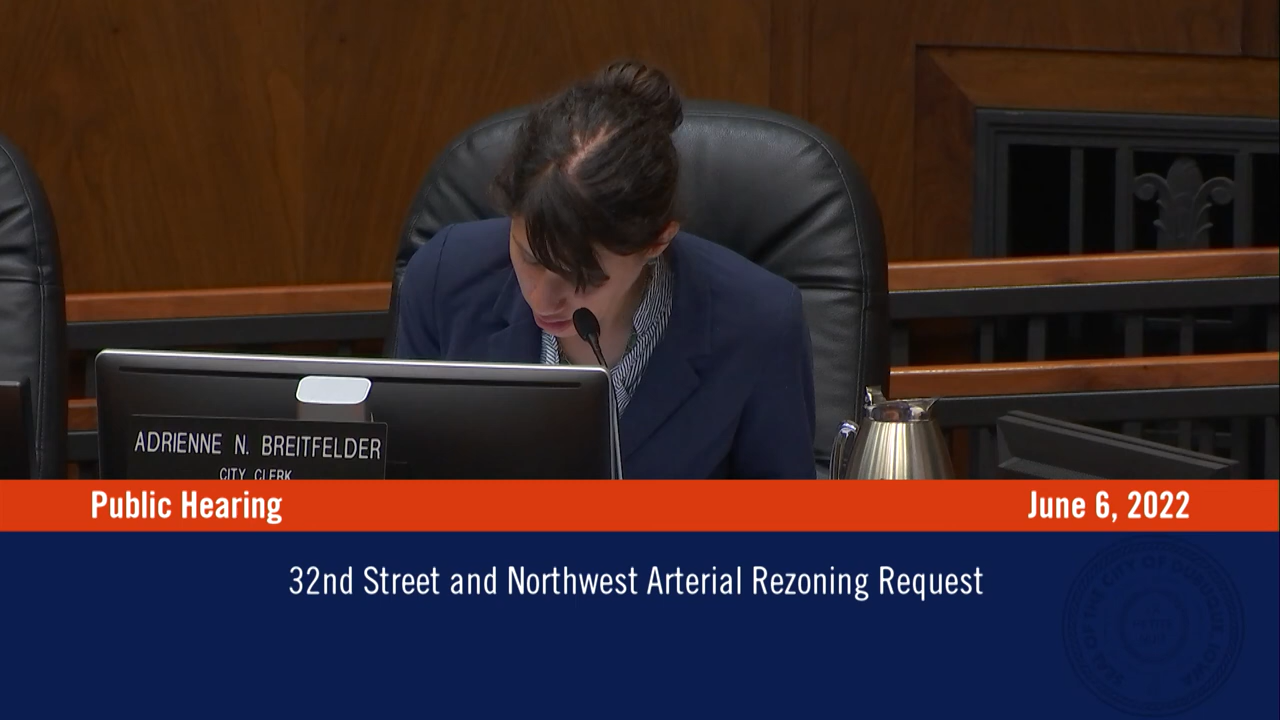 ADRIENNE N. BREITFELDER
CITY CLERK
Public Hearing
June 6, 2022
32nd Street and Northwest Arterial Rezoning Request